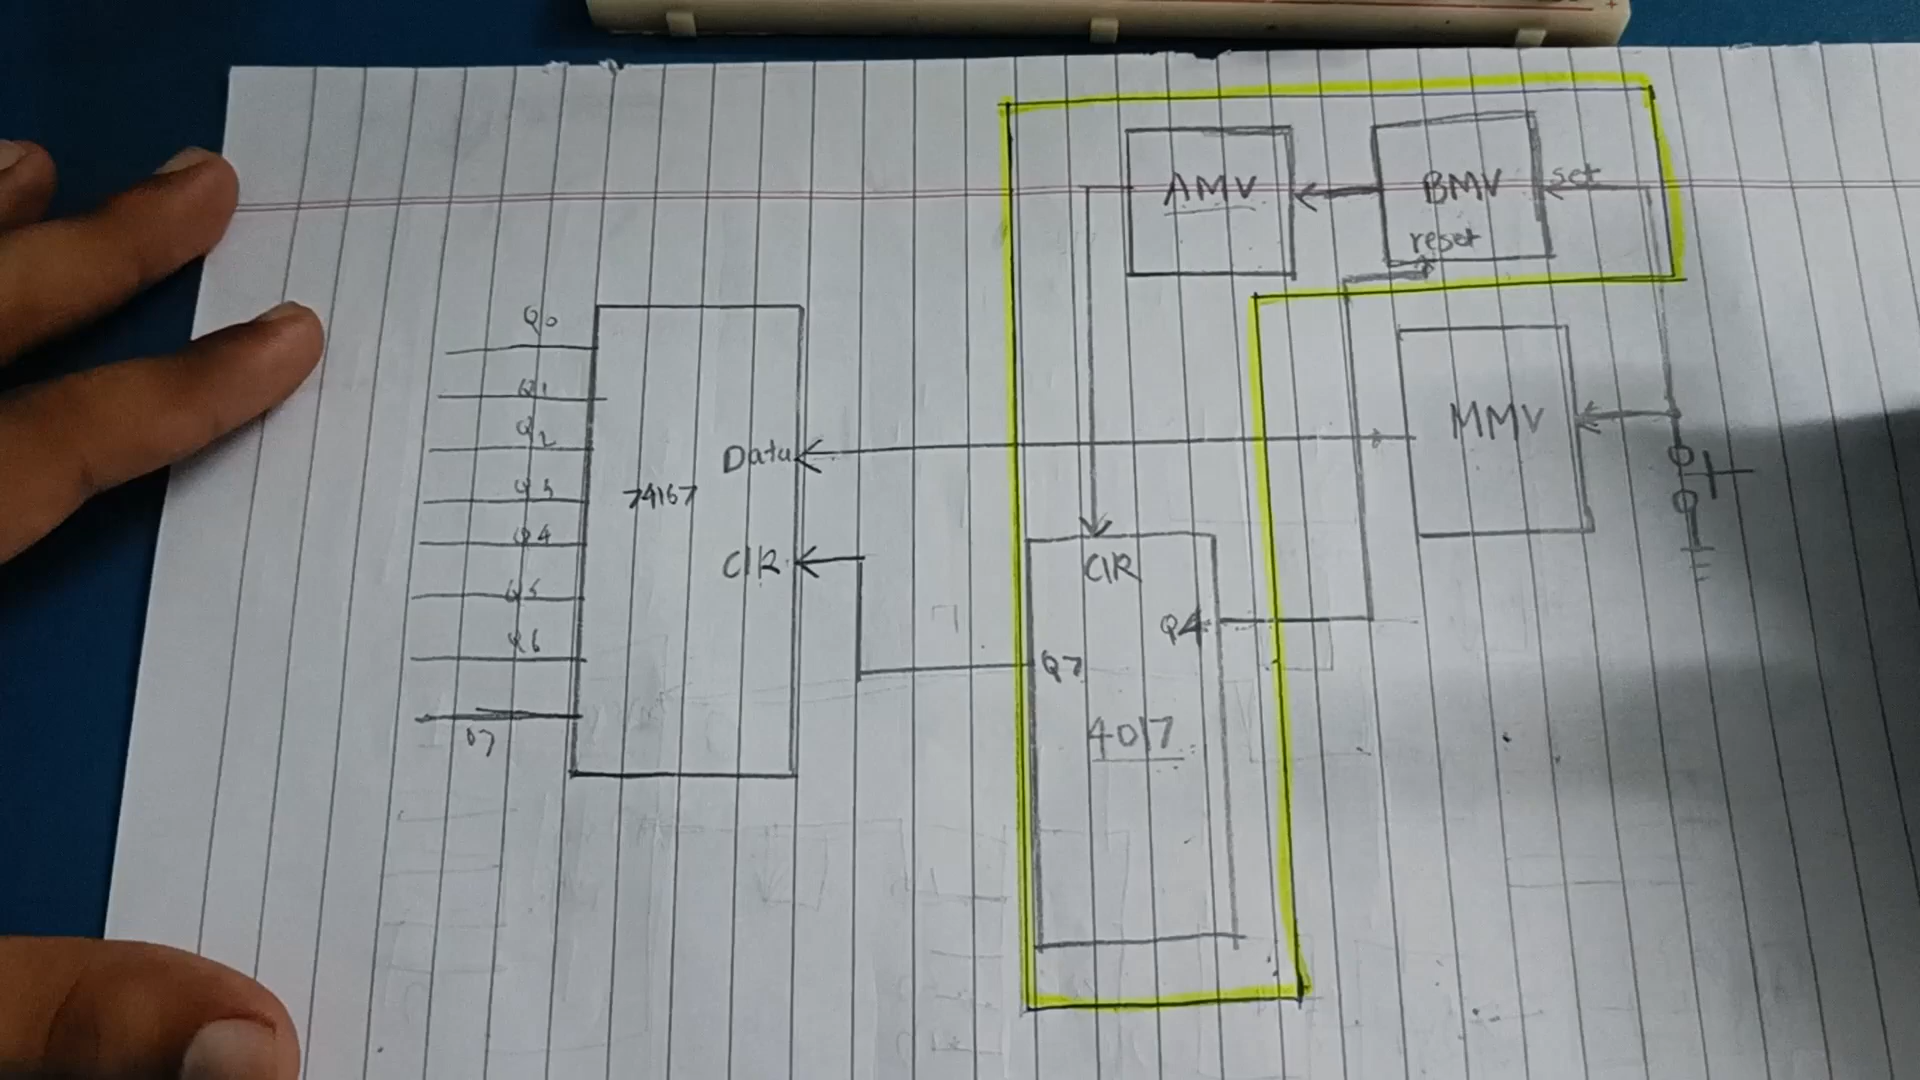 AMV
BMV
set
reset
Q0
Q1
Q2
Q3
Q4
Q5
Q6
Q7
74167
Data
ClR
MMV
ClR
Q4
Q7
4017